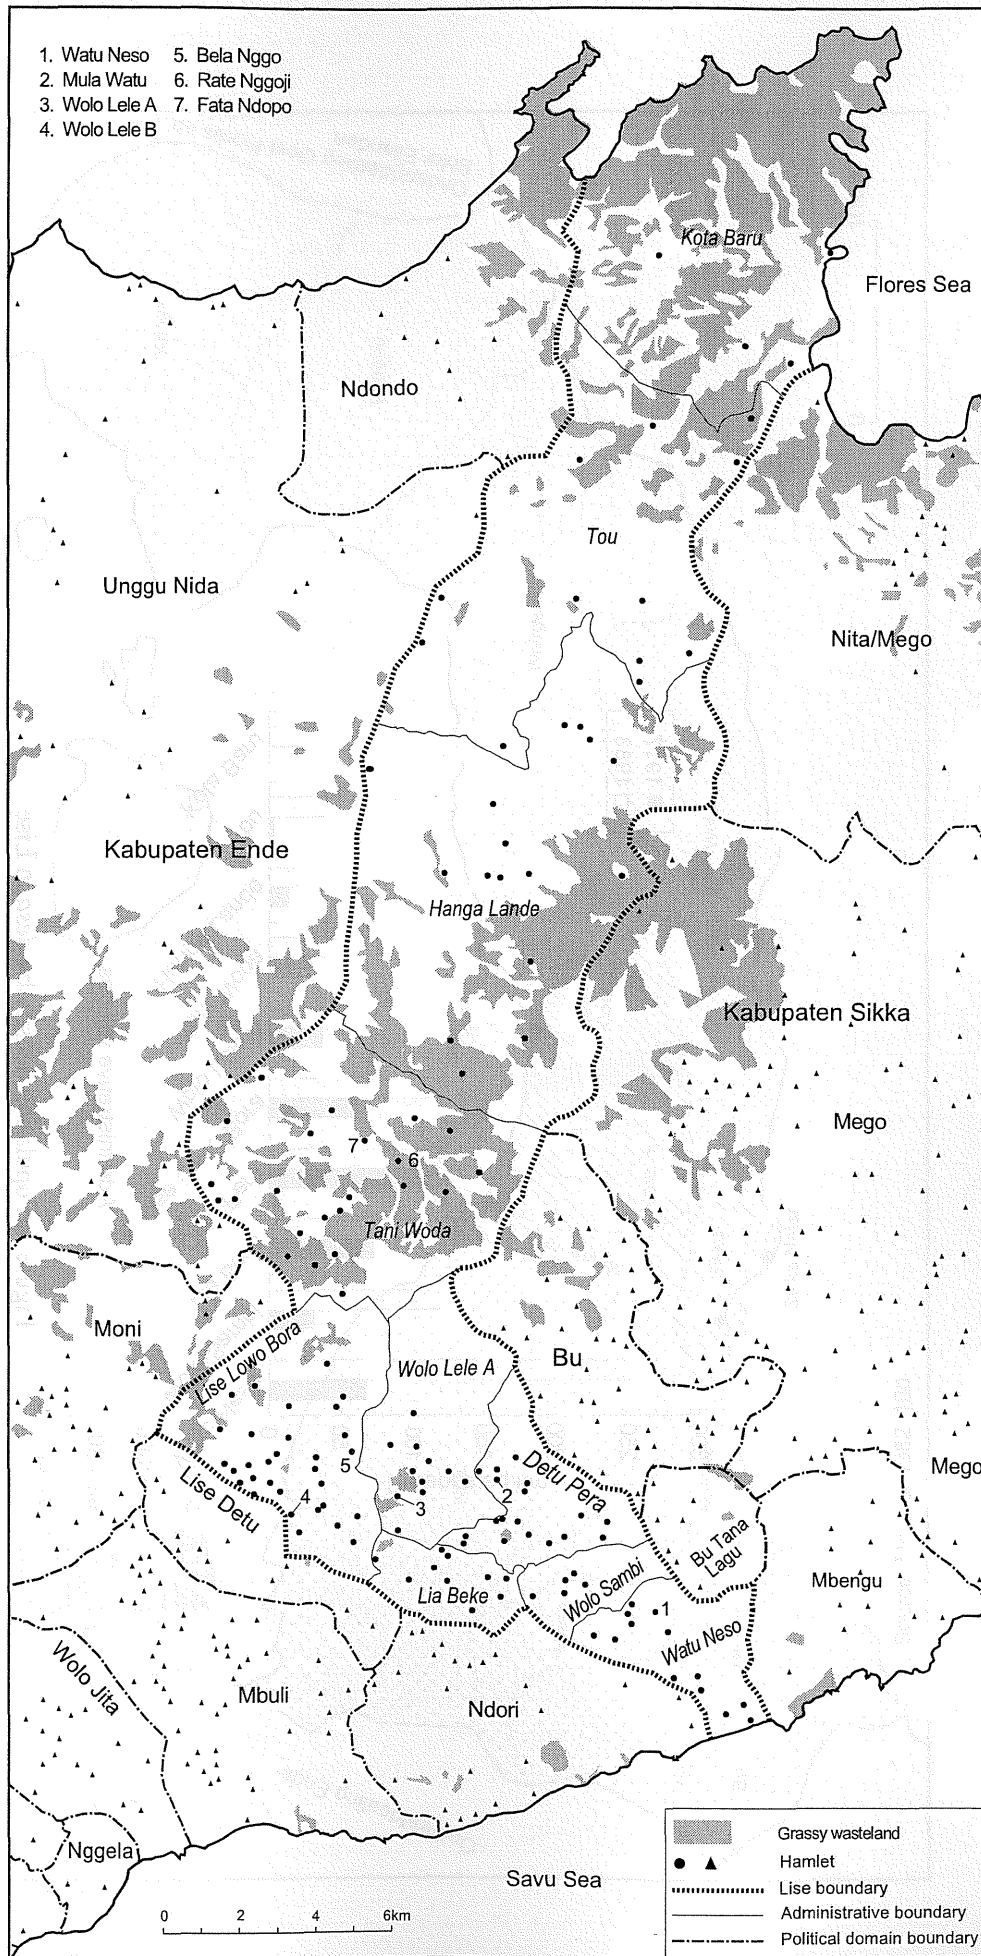 1. Watu Neso
2. Mula Watu
3. Wolo Lele A
4. Wolo Lele B
5. Bela Nggo
6. Rate Nggoji
7. Fata Ndopo
Kota Baru
Flores Sea
Ndondo
Tou
Unggu Nida
Nita/Mego
Kabupaten Ende
Hanga Lande
Kabupaten Sikka
Mego
7
6
Tani Woda
Moni
Lise Lowo Bora
Wolo Lele A
Bu
5
Mego
Lise Detu
4
3
2
Detu Pera
Bu Tana
Lagu
Mbengu
Lia Beke
Wolo Sambi
1
Watu Neso
Wolo Jita
Mbuli
Ndori
Nggela
Savu Sea
0 2 4 6km
Grassy wasteland
Hamlet
Lise boundary
Administrative boundary
Political domain boundary